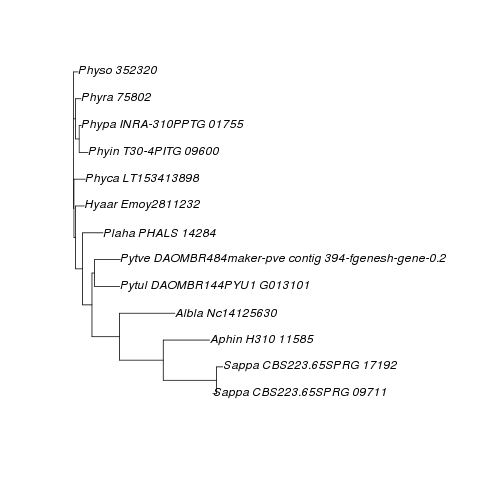 Physo 352320
Phyra 75802
Phypa INRA-310PPTG 01755
Phyin T30-4PITG 09600
Phyca LT153413898
Hyaar Emoy2811232
Plaha PHALS 14284
Pytve DAOMBR484maker-pve contig 394-fgenesh-gene-0.2
Pytul DAOMBR144PYU1 G013101
Albla Nc14125630
Aphin H310 11585
Sappa CBS223.65SPRG 17192
Sappa CBS223.65SPRG 09711